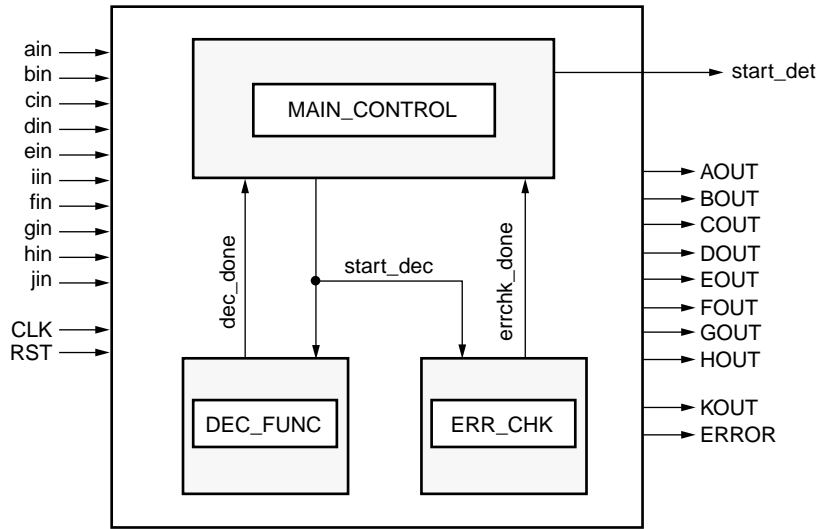 ain
bin
cin
din
ein
iin
fin
gin
hin
jin
CLK
RST
MAIN_CONTROL
dec_done
start_dec
errchk_done
DEC_FUNC
ERR_CHK
start_det
AOUT
BOUT
COUT
DOUT
EOUT
FOUT
GOUT
HOUT
KOUT
ERROR